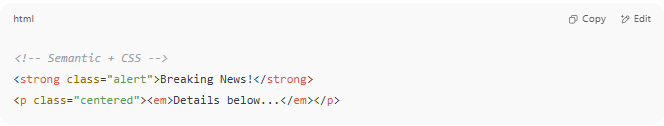 html
Copy
Edit
<!-- Semantic + CSS -->
<strong class="alert">Breaking News!</strong>
<p class="centered"><em>Details below...</em></p>